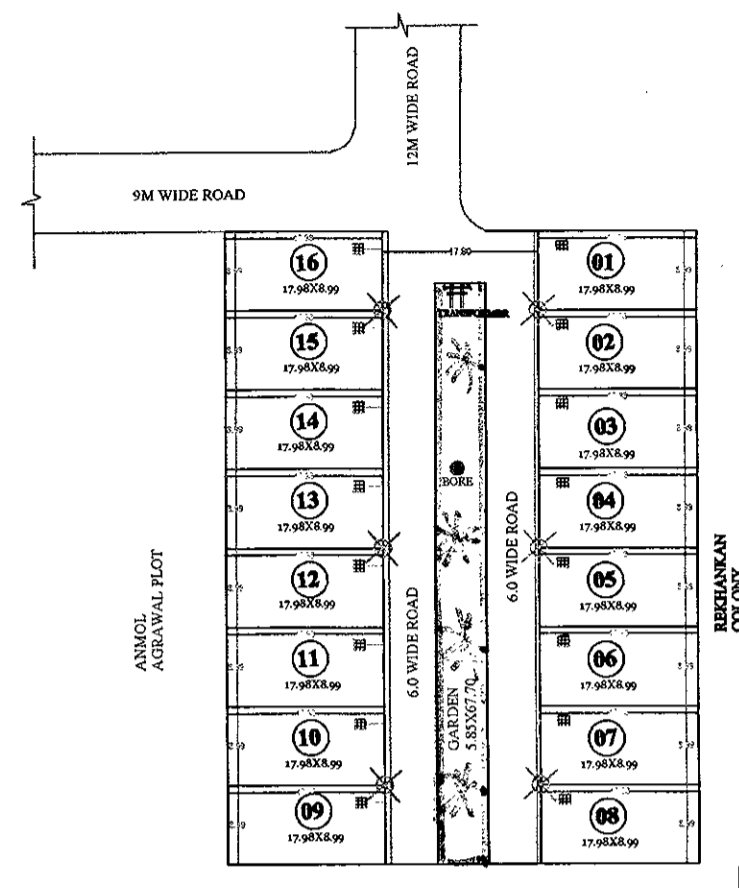 12M WIDE ROAD
9M WIDE ROAD
17.80
16
17.98X8.99
01
17.98X8.99
TRANSFORMER
15
17.98X8.99
02
17.98X8.99
14
17.98X8.99
03
17.98X8.99
BORE
13
17.98X8.99
04
17.98X8.99
6.0 WIDE ROAD
ANMOL
AGRAWAL PLOT
12
17.98X8.99
05
17.98X8.99
REKHANKAN
COLONY
6.0 WIDE ROAD
11
17.98X8.99
06
17.98X8.99
GARDEN
5.85X67.70
10
17.98X8.99
07
17.98X8.99
09
17.98X8.99
08
17.98X8.99